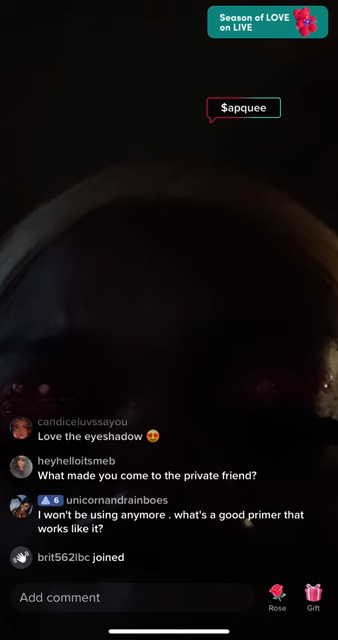 Season of LOVE
on LIVE
$apquee
candiceluvssayou
Love the eyeshadow 😍
heyhelloitsmeb
What made you come to the private friend?
6 unicornandrainboes
I won't be using anymore . what's a good primer that
works like it?
brit562lbc joined
Add comment
Rose
Gift